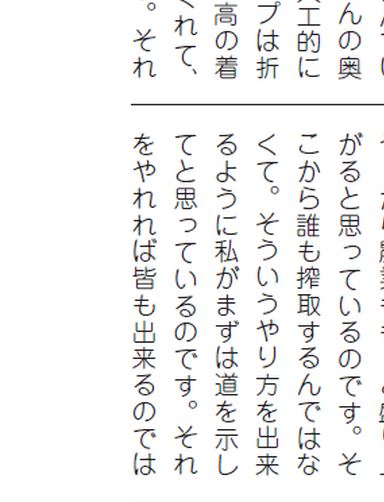 んの奥
工的に
プは折
高の着
くれて、
。それ
がると思っているのです。そ
こから誰も搾取するんではな
くて。そういうやり方を出来
るように私がまずは道を示し
てと思っているのです。それ
をやれれば皆も出来るのでは